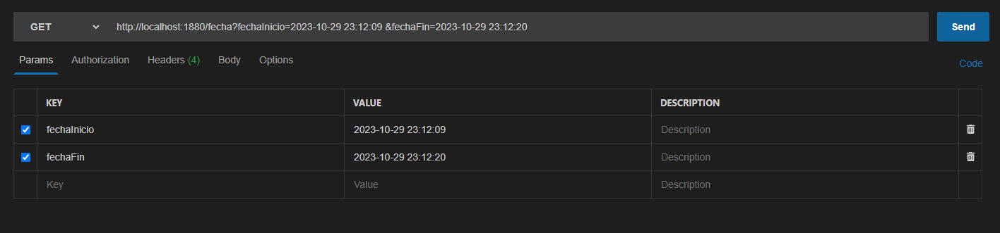 GET http://localhost:1880/fecha?fechaInicio=2023-10-29 23:12:09 &fechaFin=2023-10-29 23:12:20 Send
Params Authorization Headers (4) Body Options Code
KEY VALUE DESCRIPTION
fechaInicio 2023-10-29 23:12:09 Description
fechaFin 2023-10-29 23:12:20 Description
Key Value Description